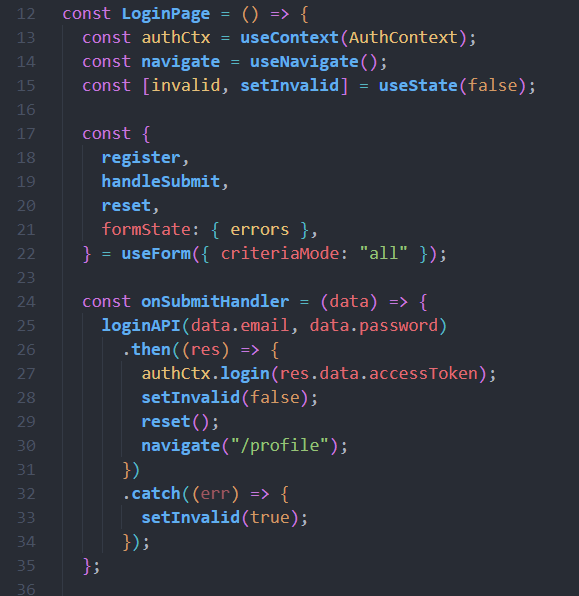 12 const LoginPage = () => {
13   const authCtx = useContext(AuthContext);
14   const navigate = useNavigate();
15   const [invalid, setInvalid] = useState(false);
16
17   const {
18     register,
19     handleSubmit,
20     reset,
21     formState: { errors },
22   } = useForm({ criteriaMode: "all" });
23
24   const onSubmitHandler = (data) => {
25     loginAPI(data.email, data.password)
26       .then((res) => {
27         authCtx.login(res.data.accessToken);
28         setInvalid(false);
29         reset();
30         navigate("/profile");
31       })
32       .catch((err) => {
33         setInvalid(true);
34       });
35   };
36